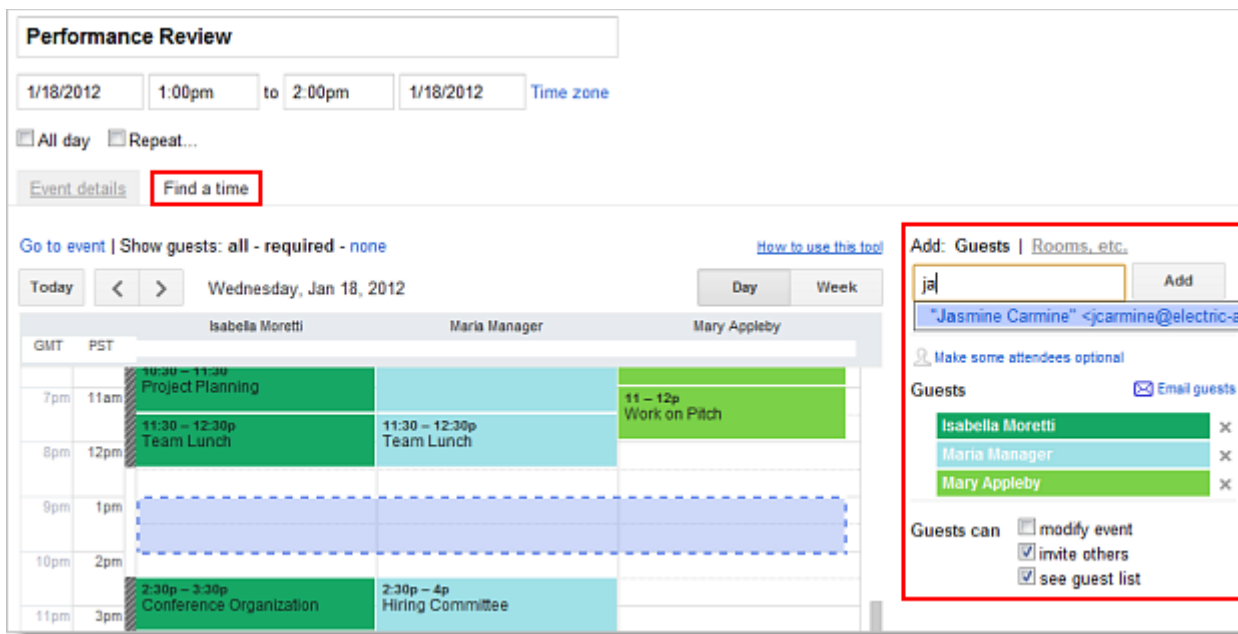 Performance Review
1/18/2012 1:00pm to 2:00pm 1/18/2012 Time zone
All day Repeat...
Event details Find a time
Go to event | Show guests: all - required - none How to use this tool
Today < > Wednesday, Jan 18, 2012 Day Week
Isabella Moretti Maria Manager Mary Appleby
GMT PST
10:30 – 11:30
Project Planning
7pm 11am
11 – 12p
Work on Pitch
11:30 – 12:30p
Team Lunch
11:30 – 12:30p
Team Lunch
8pm 12pm
9pm 1pm
10pm 2pm
2:30p – 3:30p
Conference Organization
2:30p – 4p
Hiring Committee
11pm 3pm
Add: Guests | Rooms, etc.
ja Add
"Jasmine Carmine" <jcarmine@electric-a
Make some attendees optional
Guests Email guests
Isabella Moretti ×
Maria Manager ×
Mary Appleby ×
Guests can modify event
invite others
see guest list